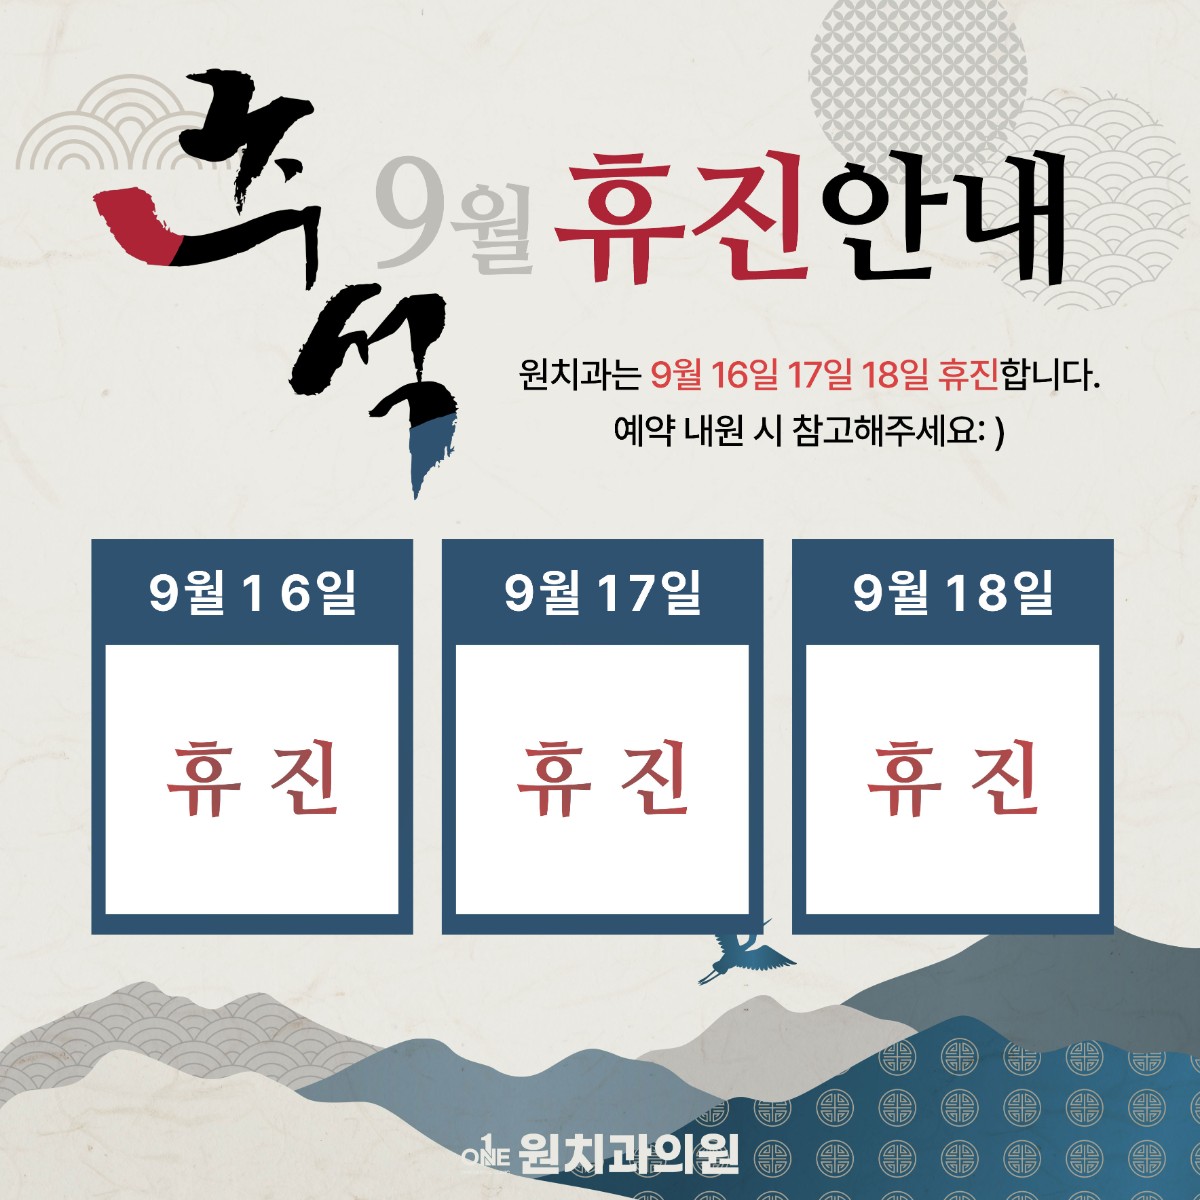 추석
9월 휴진안내
원치과는 9월 16일 17일 18일 휴진합니다.
예약 내원 시 참고해주세요: )
9월 1 6일
9월 17일
9월 18일
휴 진
휴 진
휴 진
1
ONE 원치과의원